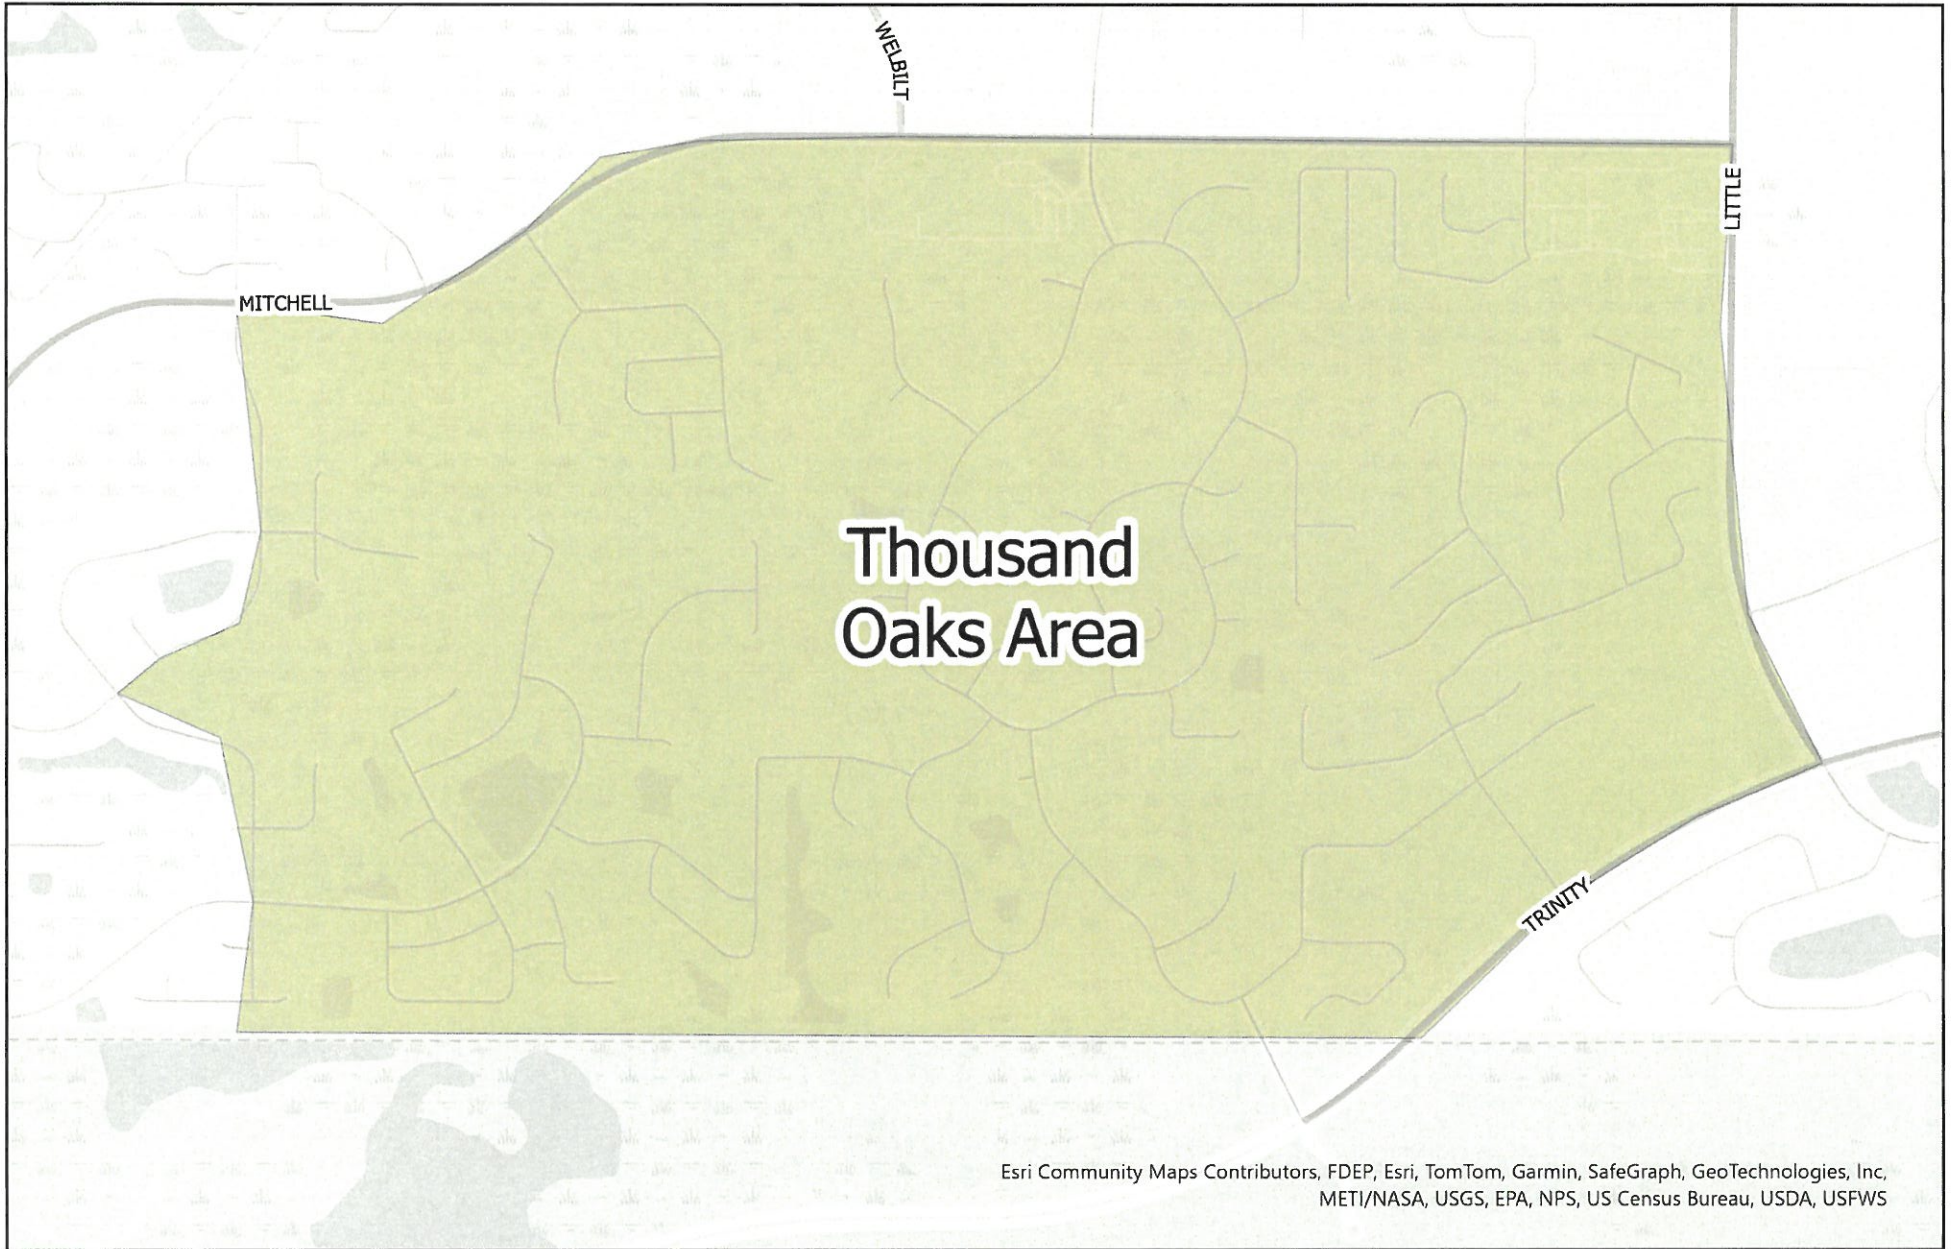 WELBILT
LITTLE
MITCHELL
Thousand
Oaks Area
TRINITY
Esri Community Maps Contributors, FDEP, Esri, TomTom, Garmin, SafeGraph, GeoTechnologies, Inc,
METI/NASA, USGS, EPA, NPS, US Census Bureau, USDA, USFWS